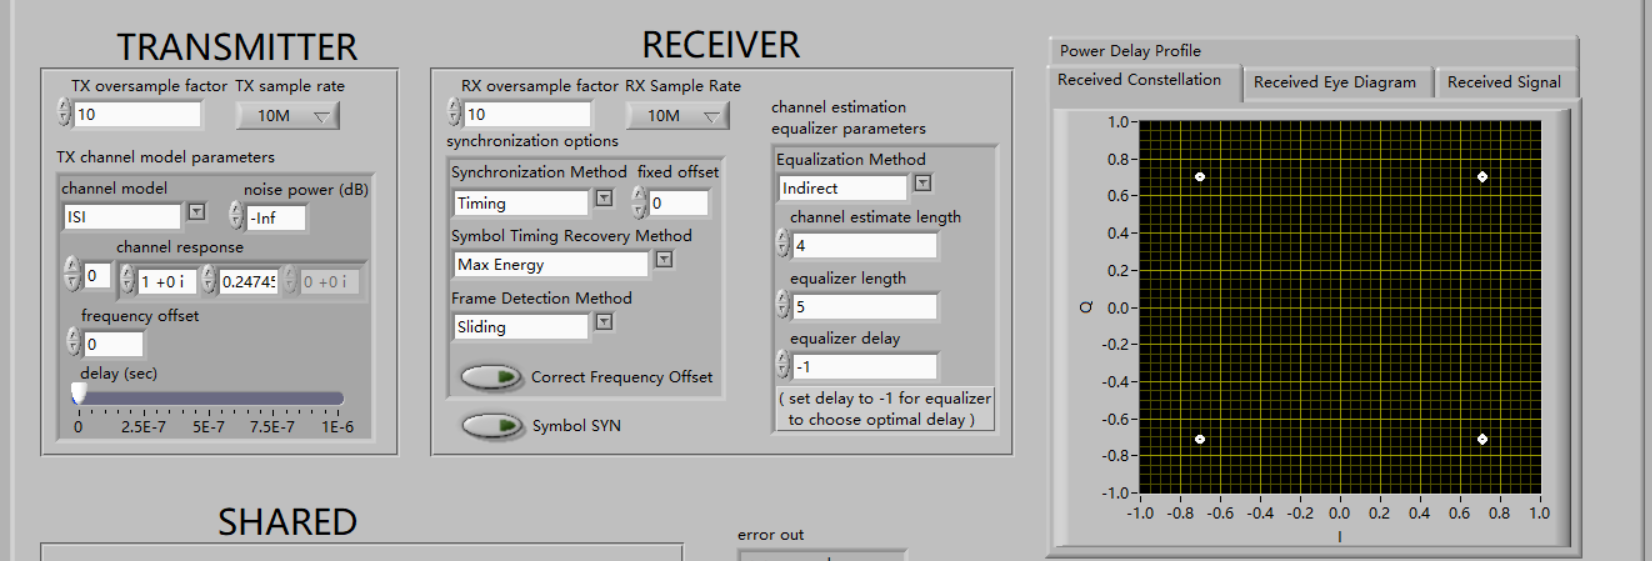 TRANSMITTER
TX oversample factor TX sample rate
10 10M
TX channel model parameters
channel model noise power (dB)
ISI -Inf
channel response
0 1 +0 i 0.2474 0 +0 i
frequency offset
0
delay (sec)
0 2.5E-7 5E-7 7.5E-7 1E-6
RECEIVER
RX oversample factor RX Sample Rate
10 10M
synchronization options
Synchronization Method fixed offset
Timing 0
Symbol Timing Recovery Method
Max Energy
Frame Detection Method
Sliding
Correct Frequency Offset
Symbol SYN
channel estimation
equalizer parameters
Equalization Method
Indirect
channel estimate length
4
equalizer length
5
equalizer delay
-1
( set delay to -1 for equalizer
to choose optimal delay )
Power Delay Profile
Received Constellation Received Eye Diagram Received Signal
1.0
0.8
0.6
0.4
0.2
0.0
-0.2
-0.4
-0.6
-0.8
-1.0
Q
-1.0 -0.8 -0.6 -0.4 -0.2 0.0 0.2 0.4 0.6 0.8 1.0
I
SHARED
error out